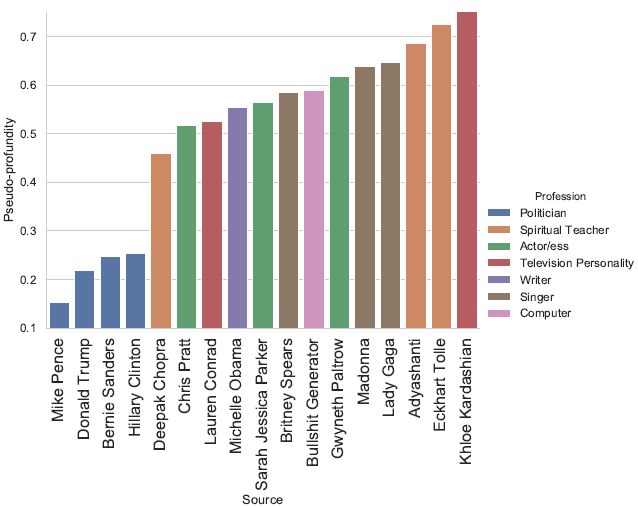 Pseudo-profundity
0.7
0.6
0.5
0.4
0.3
0.2
0.1
Mike Pence
Donald Trump
Bernie Sanders
Hillary Clinton
Deepak Chopra
Chris Pratt
Lauren Conrad
Michelle Obama
Sarah Jessica Parker
Britney Spears
Bullshit Generator
Gwyneth Paltrow
Madonna
Lady Gaga
Adyashanti
Eckhart Tolle
Khloe Kardashian
Source
Profession
Politician
Spiritual Teacher
Actor/ess
Television Personality
Writer
Singer
Computer